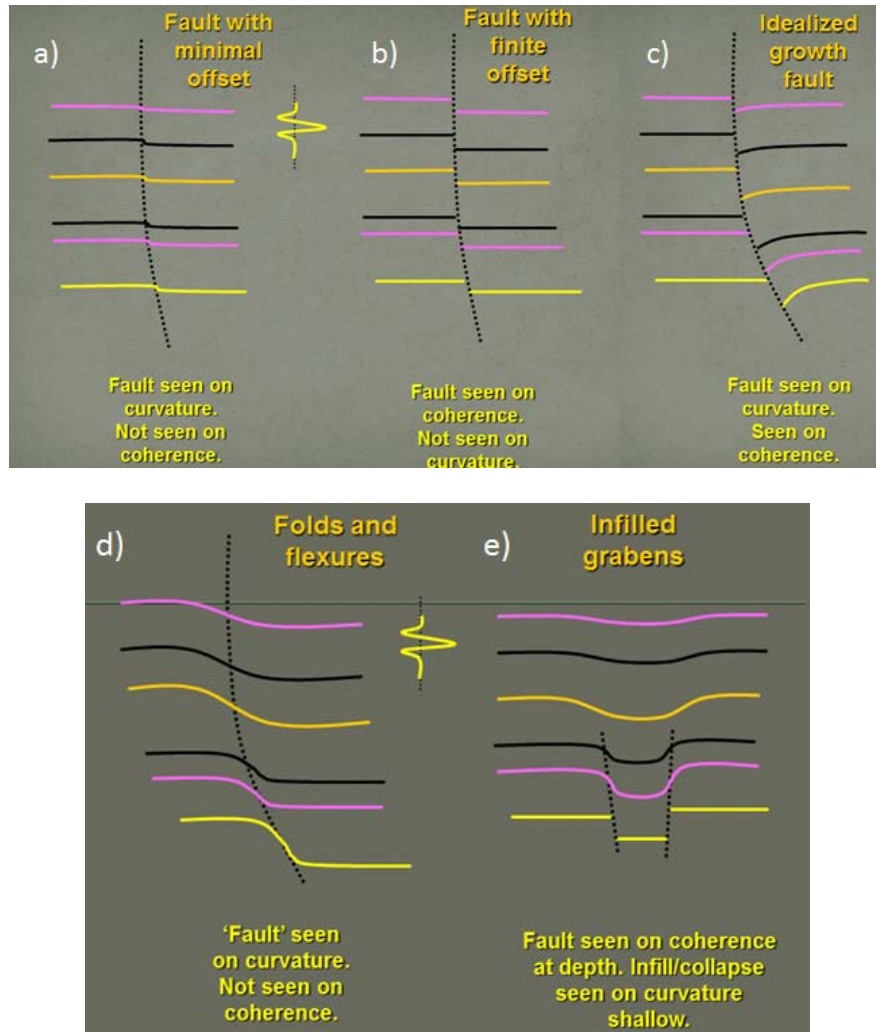 a)
Fault with
minimal
offset
b)
Fault with
finite
offset
c)
Idealized
growth
fault
Fault seen on
curvature.
Not seen on
coherence.
Fault seen on
coherence.
Not seen on
curvature.
Fault seen on
curvature.
Seen on
coherence.
d)
Folds and
flexures
e)
Infilled
grabens
'Fault' seen
on curvature.
Not seen on
coherence.
Fault seen on coherence
at depth. Infill/collapse
seen on curvature
shallow.